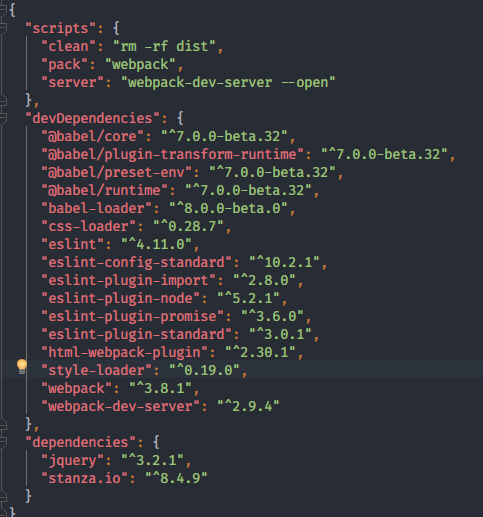 {
"scripts": {
"clean": "rm -rf dist",
"pack": "webpack",
"server": "webpack-dev-server --open"
},
"devDependencies": {
"@babel/core": "^7.0.0-beta.32",
"@babel/plugin-transform-runtime": "^7.0.0-beta.32",
"@babel/preset-env": "^7.0.0-beta.32",
"@babel/runtime": "^7.0.0-beta.32",
"babel-loader": "^8.0.0-beta.0",
"css-loader": "^0.28.7",
"eslint": "^4.11.0",
"eslint-config-standard": "^10.2.1",
"eslint-plugin-import": "^2.8.0",
"eslint-plugin-node": "^5.2.1",
"eslint-plugin-promise": "^3.6.0",
"eslint-plugin-standard": "^3.0.1",
"html-webpack-plugin": "^2.30.1",
"style-loader": "^0.19.0",
"webpack": "^3.8.1",
"webpack-dev-server": "^2.9.4"
},
"dependencies": {
"jquery": "^3.2.1",
"stanza.io": "^8.4.9"
}
}